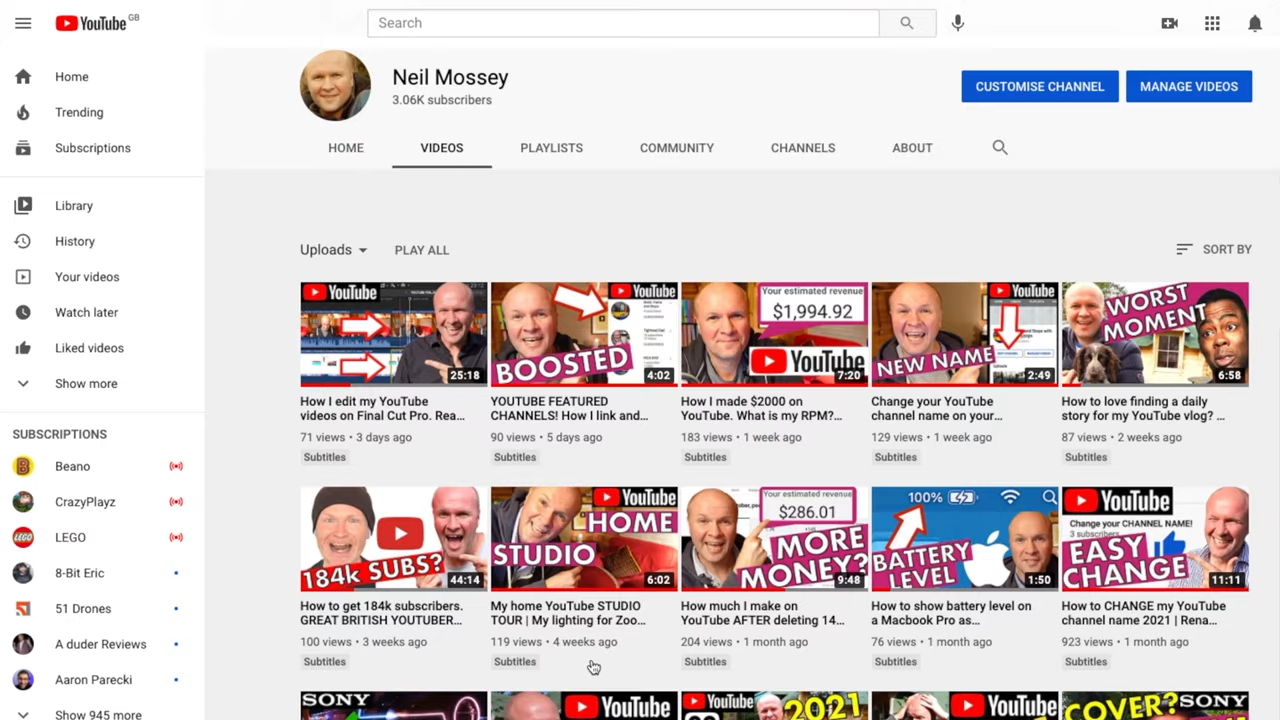 YouTube GB
Search
Home
Trending
Subscriptions
Library
History
Your videos
Watch later
Liked videos
Show more
SUBSCRIPTIONS
Beano
CrazyPlayz
LEGO
8-Bit Eric
51 Drones
A duder Reviews
Aaron Parecki
Show 945 more
Neil Mossey
3.06K subscribers
CUSTOMISE CHANNEL
MANAGE VIDEOS
HOME
VIDEOS
PLAYLISTS
COMMUNITY
CHANNELS
ABOUT
Uploads
PLAY ALL
SORT BY
YouTube
25:18
How I edit my YouTube
videos on Final Cut Pro. Rea...
71 views • 3 days ago
Subtitles
YouTube
BOOSTED
4:02
YOUTUBE FEATURED
CHANNELS! How I link and...
90 views • 5 days ago
Subtitles
Your estimated revenue
$1,994.92
YouTube
7:20
How I made $2000 on
YouTube. What is my RPM?...
183 views • 1 week ago
Subtitles
YouTube
NEW NAME
2:49
Change your YouTube
channel name on your...
129 views • 1 week ago
Subtitles
YouTube
WORST
MOMENT
6:58
How to love finding a daily
story for my YouTube vlog? ...
87 views • 2 weeks ago
Subtitles
184k SUBS?
44:14
How to get 184k subscribers.
GREAT BRITISH YOUTUBER...
100 views • 3 weeks ago
Subtitles
YouTube
HOME
STUDIO
6:02
My home YouTube STUDIO
TOUR | My lighting for Zoo...
119 views • 4 weeks ago
Subtitles
Your estimated revenue
$286.01
MORE
MONEY?
9:48
How much I make on
YouTube AFTER deleting 14...
204 views • 1 month ago
Subtitles
100%
BATTERY
LEVEL
1:50
How to show battery level on
a Macbook Pro as...
76 views • 1 month ago
Subtitles
YouTube
Change your CHANNEL NAME!
3 subscribers
EASY
CHANGE
11:11
How to CHANGE my YouTube
channel name 2021 | Rena...
923 views • 1 month ago
Subtitles
SONY
YouTube
YouTube
2021
YouTube
COVER?
SONY